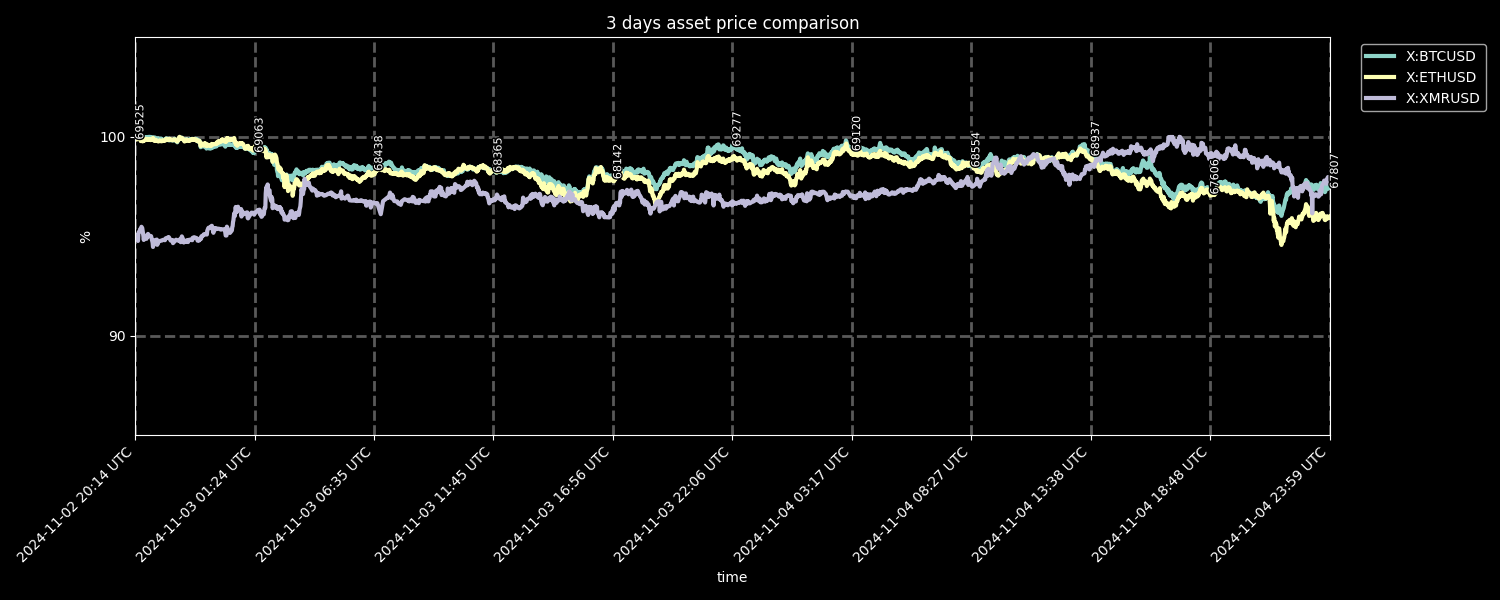 3 days asset price comparison
X:BTCUSD
X:ETHUSD
X:XMRUSD
%
100
90
69525
69063
68438
68365
68142
69277
69120
68554
68937
67606
67807
2024-11-02 20:14 UTC
2024-11-03 01:24 UTC
2024-11-03 06:35 UTC
2024-11-03 11:45 UTC
2024-11-03 16:56 UTC
2024-11-03 22:06 UTC
2024-11-04 03:17 UTC
2024-11-04 08:27 UTC
2024-11-04 13:38 UTC
2024-11-04 18:48 UTC
2024-11-04 23:59 UTC
time